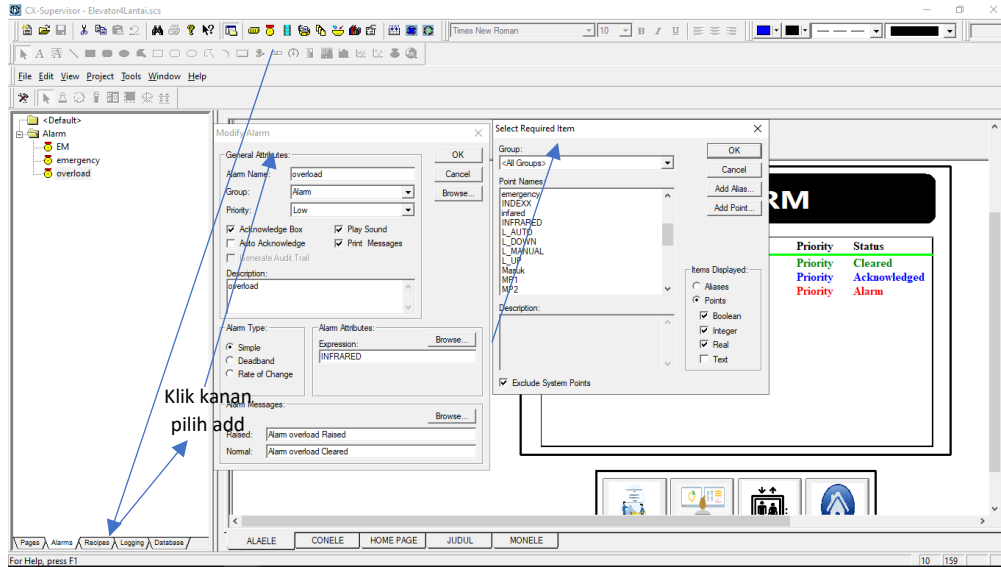 CX-Supervisor - Elevator4Lantai.scs
Times New Roman
10
B I U
File Edit View Project Tools Window Help
<Default>
Alarm
EM
emergency
overload
Modify Alarm
General Attributes:
Alarm Name: overload
Group: Alarm
Priority: Low
Acknowledge Box
Play Sound
Auto Acknowledge
Print Messages
Generate Audit Trail
Description:
overload
OK
Cancel
Browse...
Alarm Type:
Simple
Deadband
Rate of Change
Alarm Attributes:
Expression:
Browse...
INFRARED
Alarm Messages:
Browse...
Raised: Alarm overload Raised
Normal: Alarm overload Cleared
Klik kanan,
pilih add
Select Required Item
Group:
<All Groups>
Point Names
emergency
INDEXX
infared
INFRARED
L_AUTO
L_DOWN
L_MANUAL
L_UP
Masuk
MP1
MP2
Description:
Exclude System Points
OK
Cancel
Add Alias...
Add Point...
Items Displayed:
Aliases
Points
Boolean
Integer
Real
Text
RM
Priority Status
Priority Cleared
Priority Acknowledged
Priority Alarm
Pages Alarms Recipes Logging Database
ALAELE CONELE HOME PAGE JUDUL MONELE
For Help, press F1
10 159